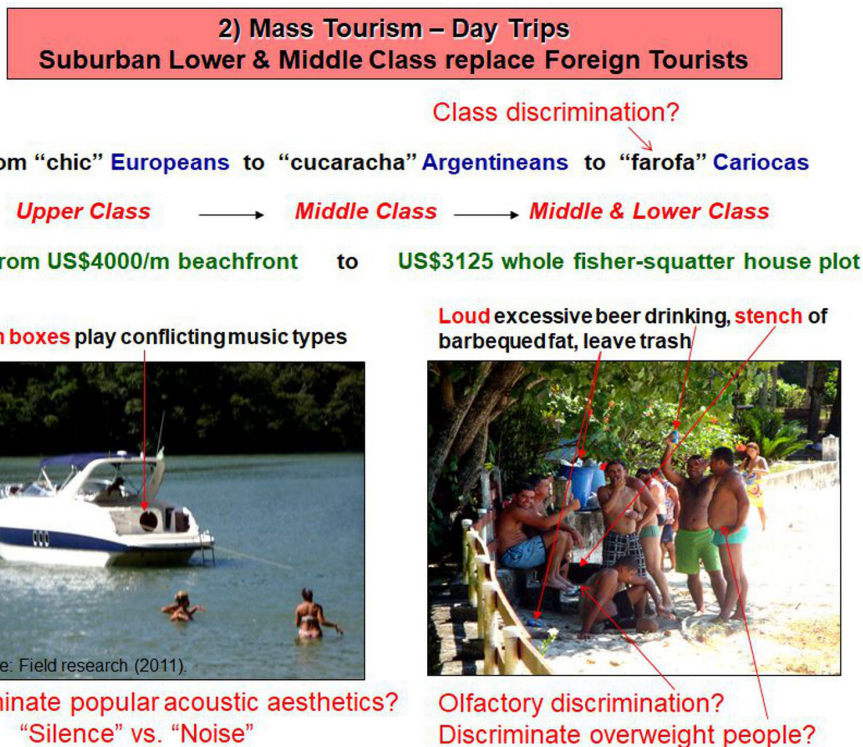 2) Mass Tourism – Day Trips
Suburban Lower & Middle Class replace Foreign Tourists
Class discrimination?
om “chic” Europeans to “cucaracha” Argentineans to “farofa” Cariocas
Upper Class Middle Class Middle & Lower Class
rom US$4000/m beachfront to US$3125 whole fisher-squatter house plot
boxes play conflicting music types
Loud excessive beer drinking, stench of
barbequed fat, leave trash
e: Field research (2011).
minate popular acoustic aesthetics?
“Silence” vs. “Noise”
Olfactory discrimination?
Discriminate overweight people?